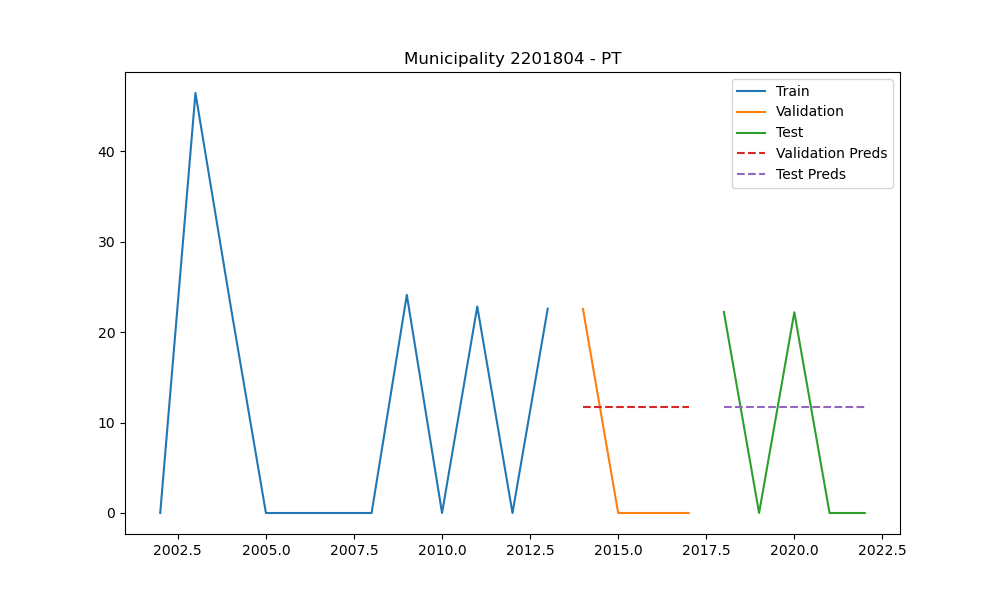 Municipality 2201804 - PT
Train
Validation
Test
Validation Preds
Test Preds
40
30
20
10
0
2002.5 2005.0 2007.5 2010.0 2012.5 2015.0 2017.5 2020.0 2022.5